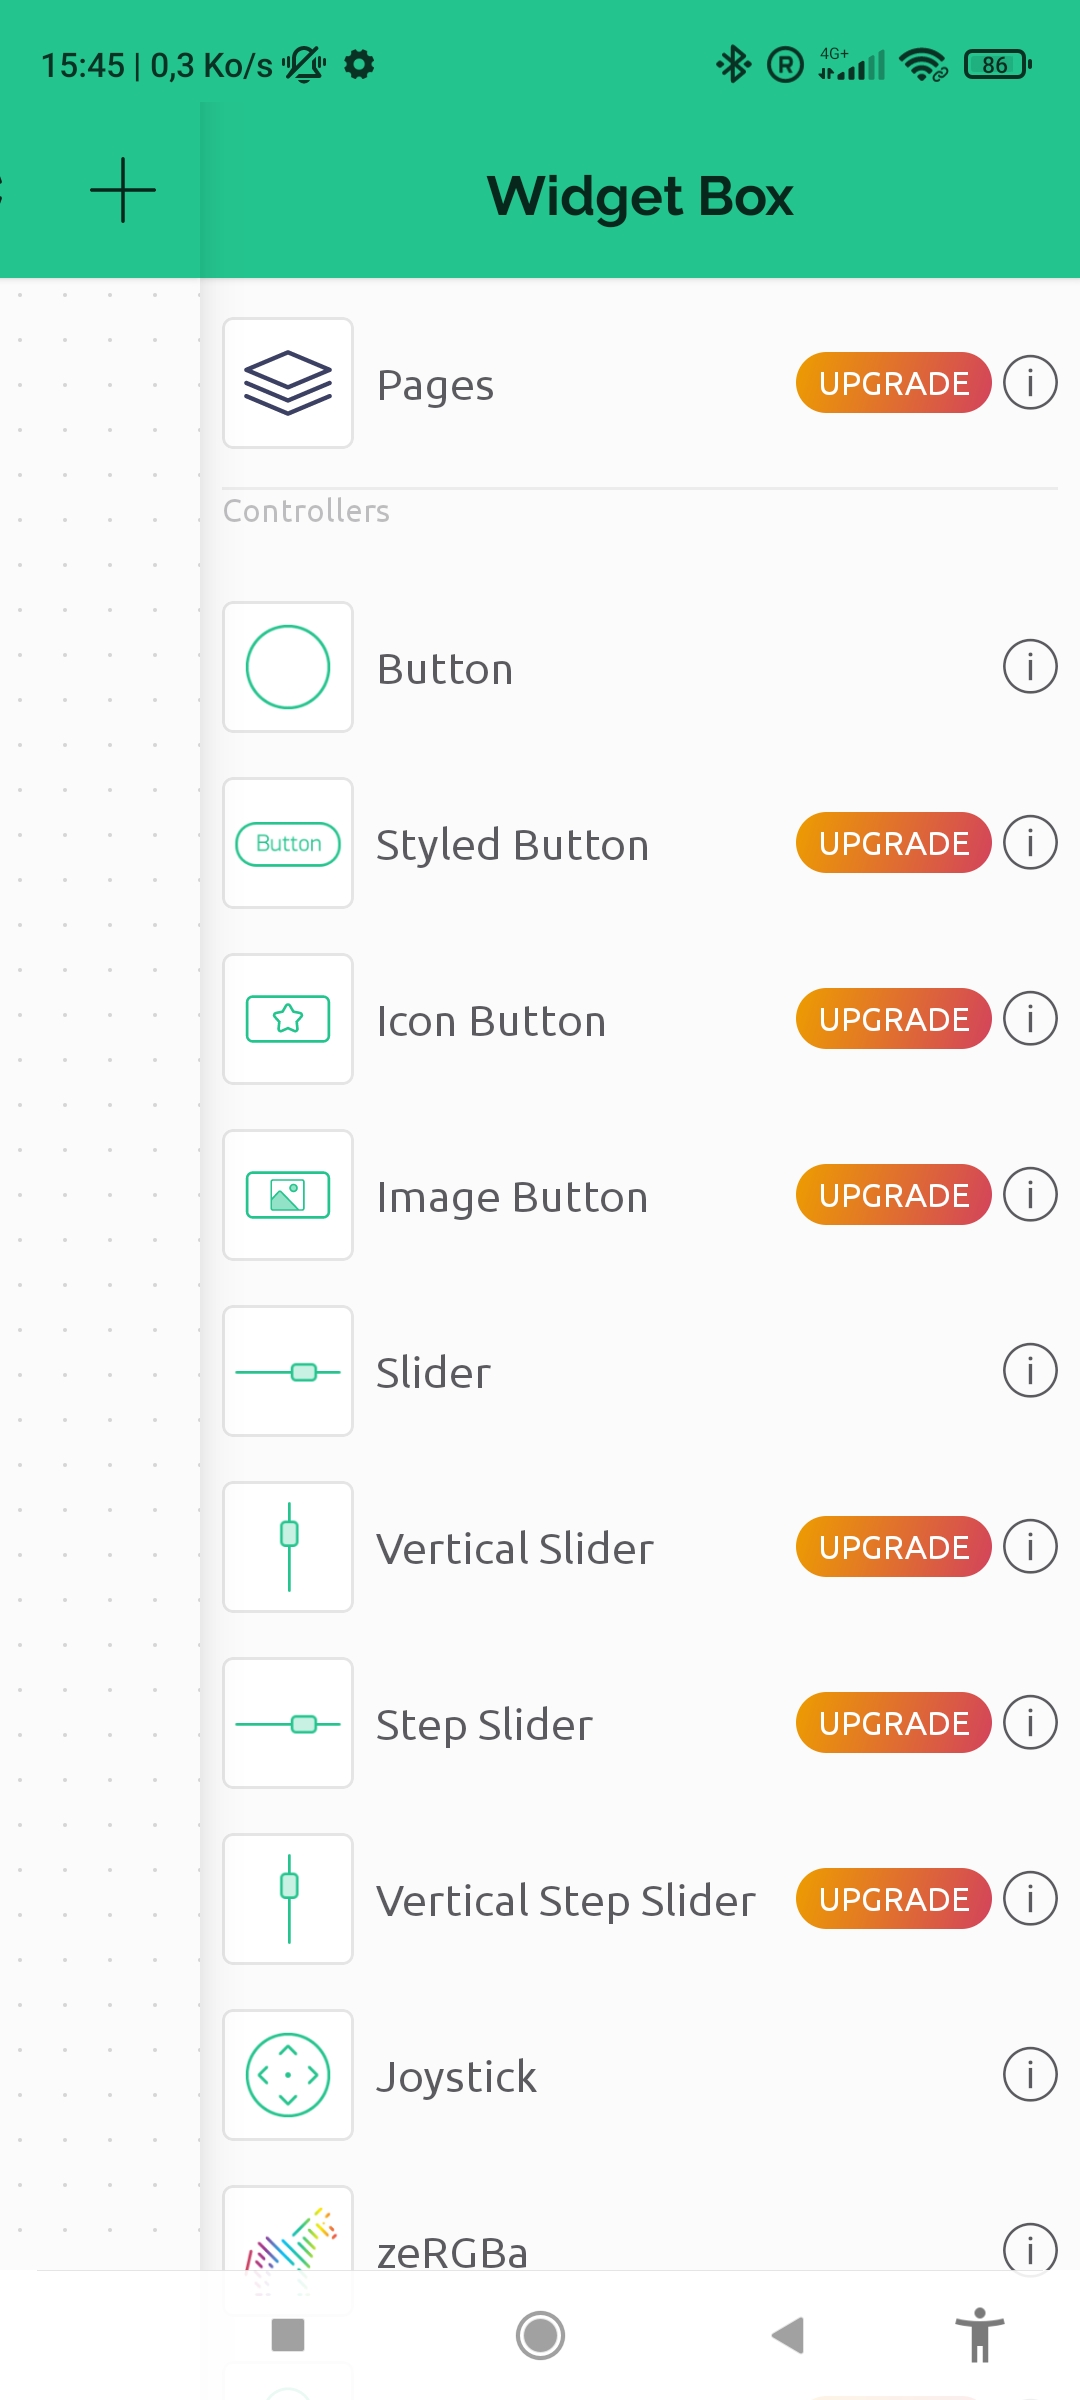 15:45 | 0,3 Ko/s
R 4G+ 86
Widget Box
Pages UPGRADE i
Controllers
Button i
Button Styled Button UPGRADE i
Icon Button UPGRADE i
Image Button UPGRADE i
Slider i
Vertical Slider UPGRADE i
Step Slider UPGRADE i
Vertical Step Slider UPGRADE i
Joystick i
zeRGBa i